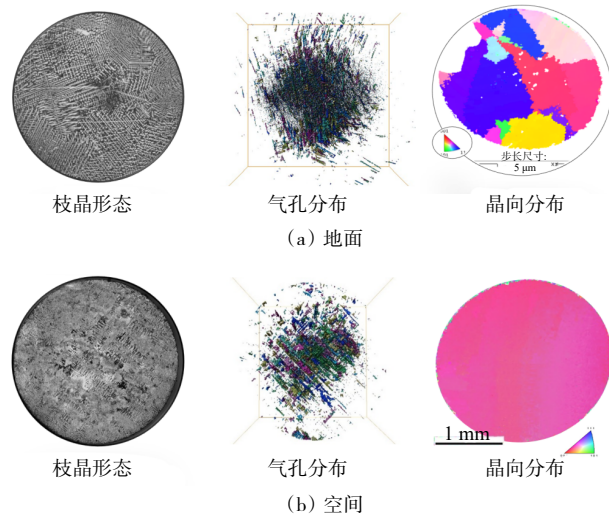 步长尺寸:
5 μm
枝晶形态 气孔分布 晶向分布
(a)地面
1 mm
枝晶形态 气孔分布 晶向分布
(b)空间